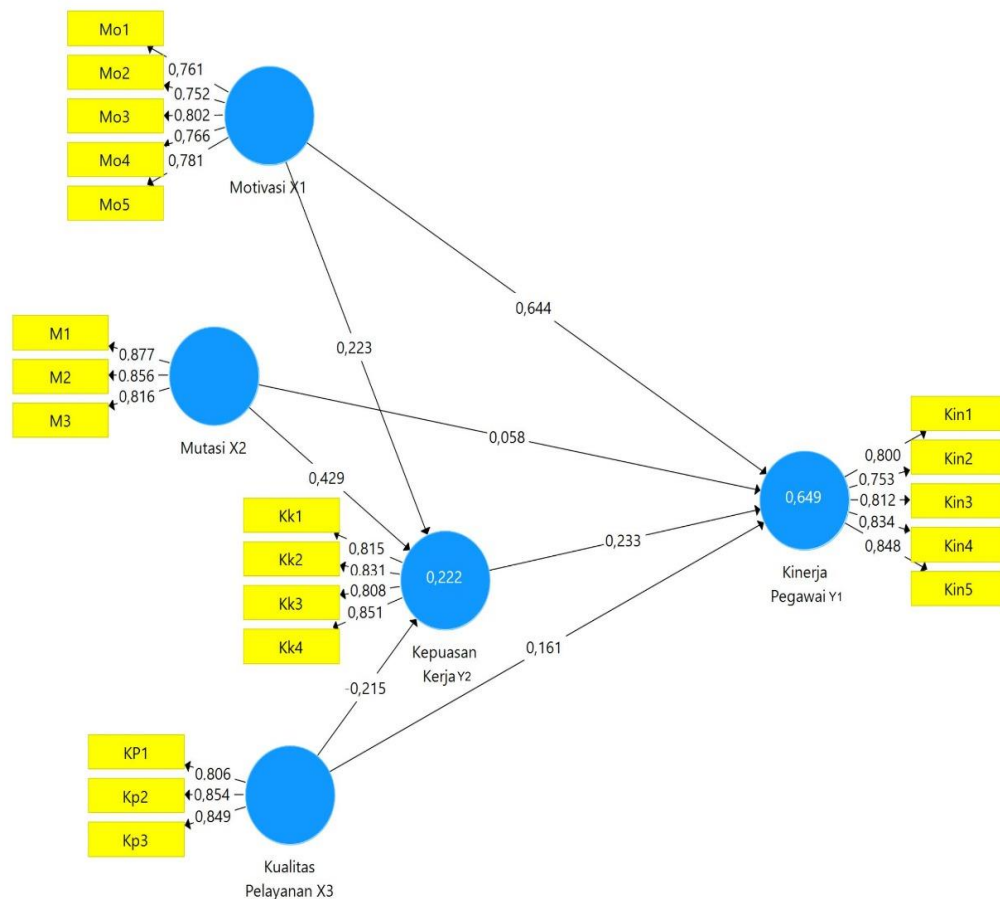 Mo1
Mo2
Mo3
Mo4
Mo5
0,761
0,752
0,802
0,766
0,781
Motivasi X1
0,644
0,223
M1
M2
M3
0.877
0.856
0,816
Mutasi X2
0,058
0,429
Kk1
Kk2
Kk3
Kk4
0.815
0.831
0,808
0,851
0,222
Kepuasan
Kerja Y2
0,233
0,649
Kinerja
Pegawai Y1
0,800
0,753
0,812
0,834
0,848
Kin1
Kin2
Kin3
Kin4
Kin5
-0,215
0,161
KP1
Kp2
Kp3
0.806
0,854
0,849
Kualitas
Pelayanan X3